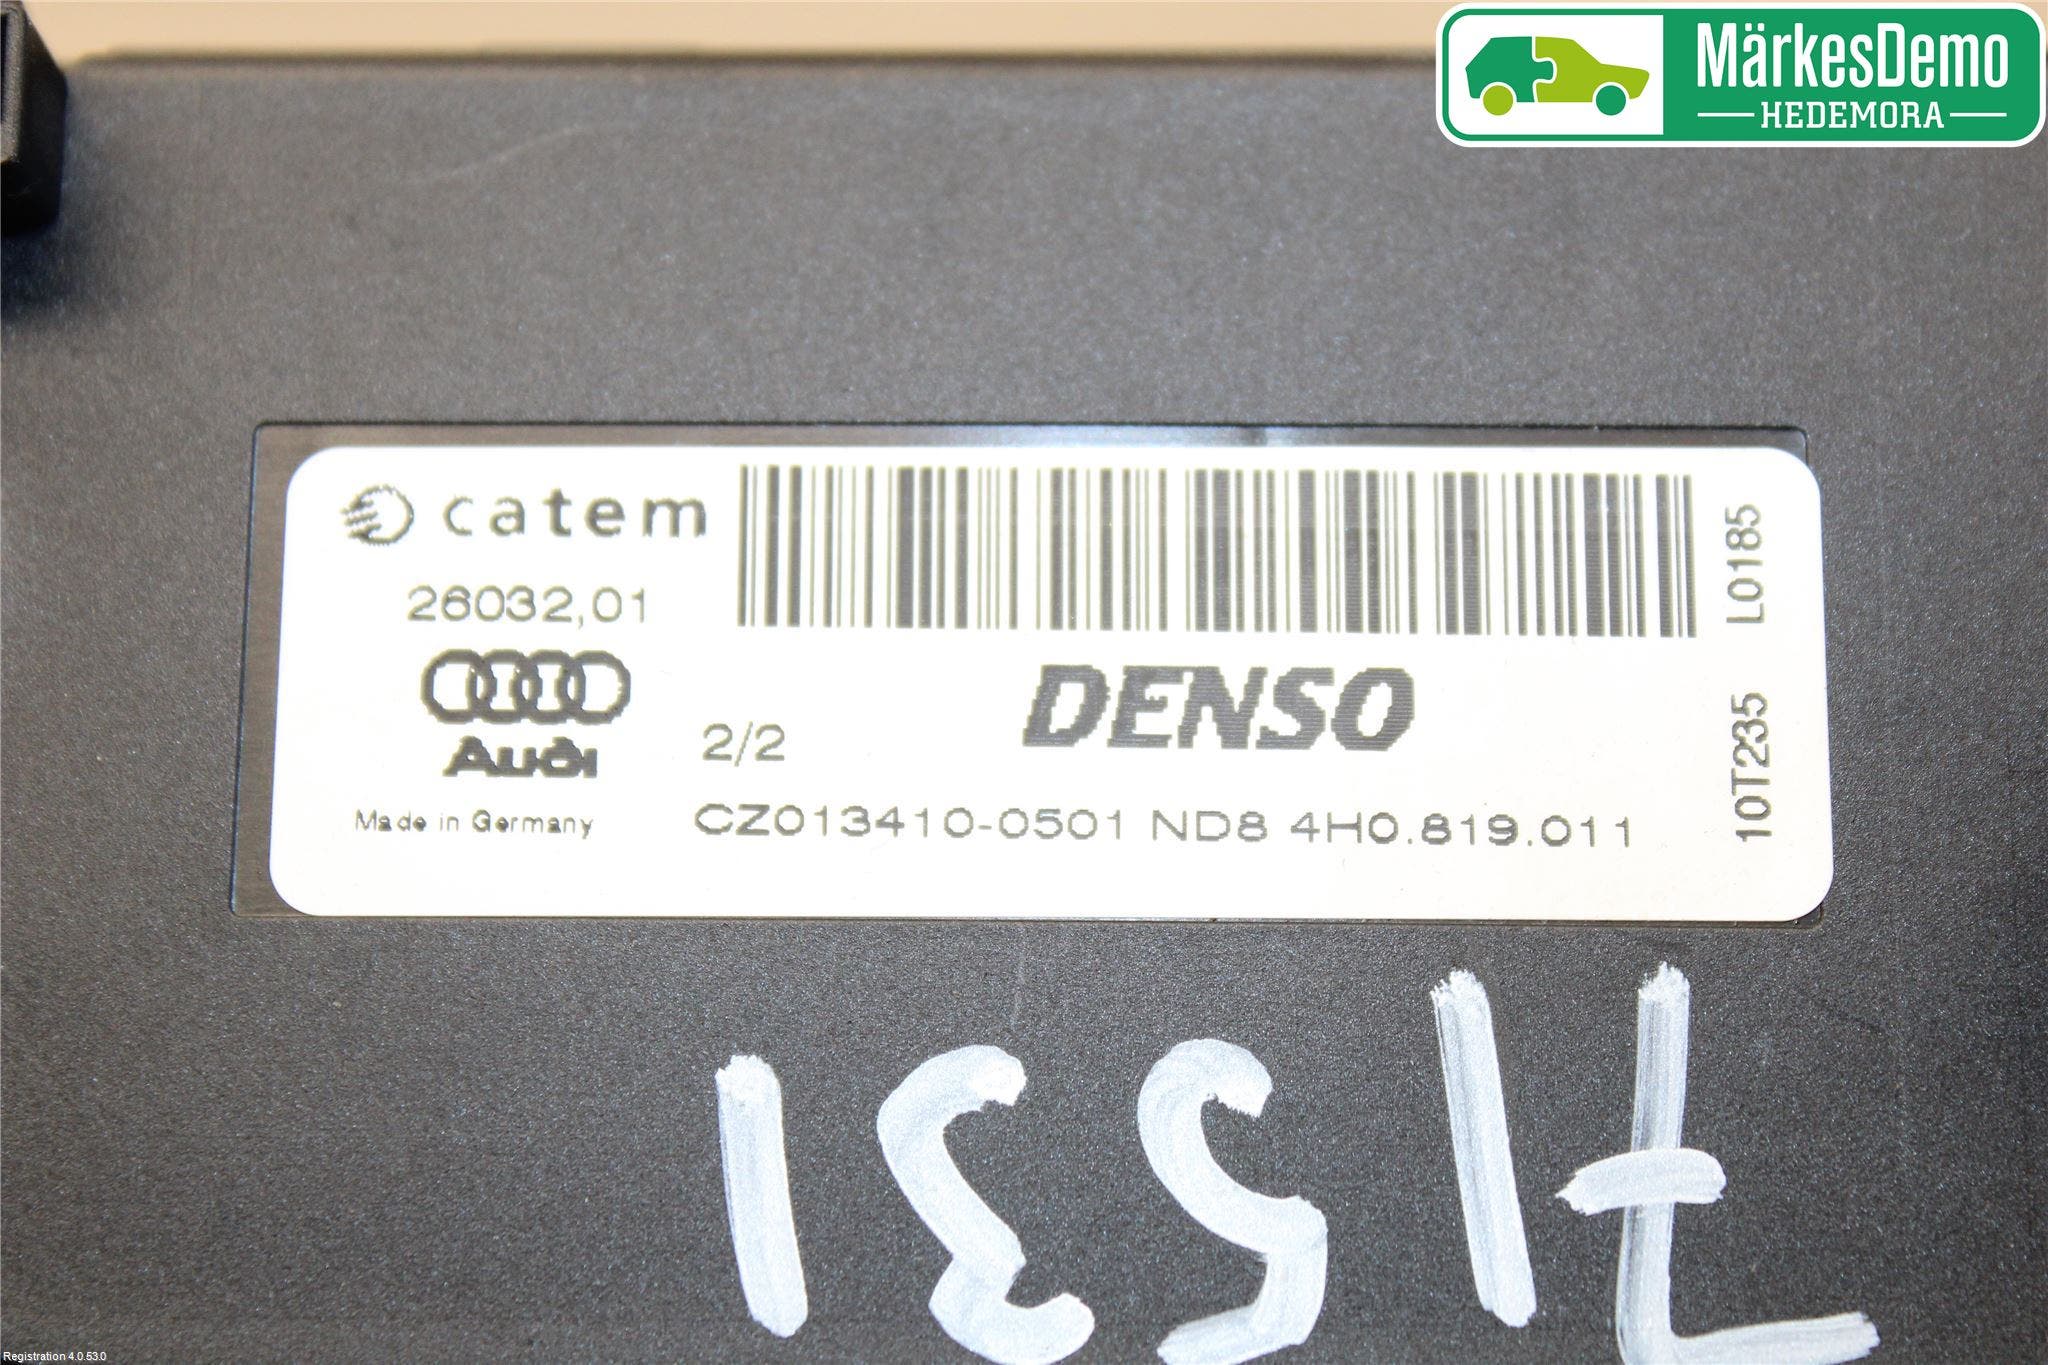 MärkesDemo
HEDEMORA
catem
26032,01
Audi
Made in Germany
2/2
DENSO
CZ013410-0501 ND8 4H0.819.011
10T235 L0185
71531
Registration 4.0.53.0